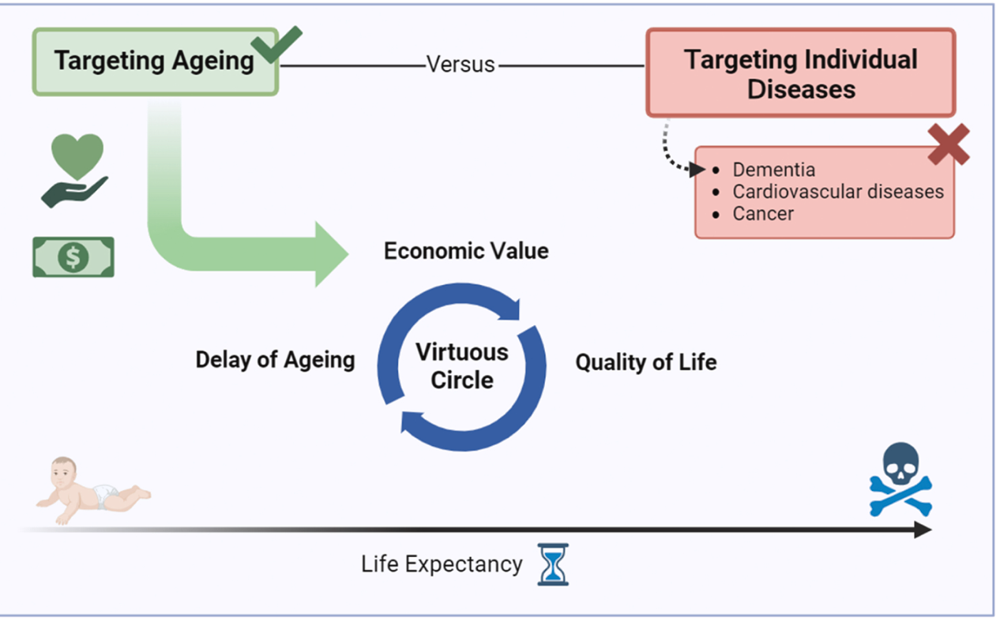 Targeting Ageing
Versus
Targeting Individual
Diseases
• Dementia
• Cardiovascular diseases
• Cancer
$
Economic Value
Delay of Ageing
Virtuous
Circle
Quality of Life
Life Expectancy